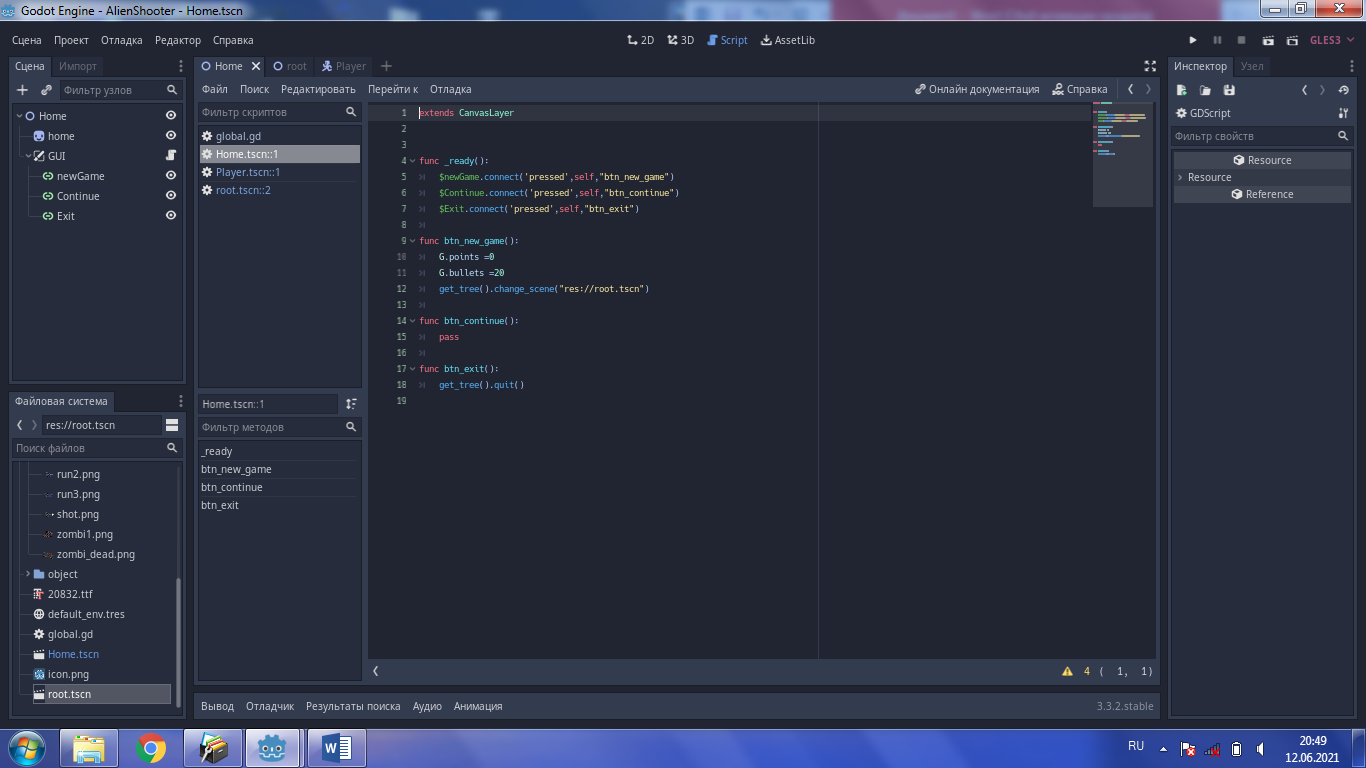 Godot Engine - AlienShooter - Home.tscn
Сцена Проект Отладка Редактор Справка
2D 3D Script AssetLib
GLES3
Сцена Импорт
Фильтр узлов
Home
home
GUI
newGame
Continue
Exit
Файловая система
res://root.tscn
Поиск файлов
run2.png
run3.png
shot.png
zombi1.png
zombi_dead.png
object
20832.ttf
default_env.tres
global.gd
Home.tscn
icon.png
root.tscn
Home root Player
Файл Поиск Редактировать Перейти к Отладка
Онлайн документация Справка
Фильтр скриптов
global.gd
Home.tscn::1
Player.tscn::1
root.tscn::2
Home.tscn::1
Фильтр методов
_ready
btn_new_game
btn_continue
btn_exit
1 extends CanvasLayer
2
3
4 func _ready():
5 $newGame.connect('pressed',self,"btn_new_game")
6 $Continue.connect('pressed',self,"btn_continue")
7 $Exit.connect('pressed',self,"btn_exit")
8
9 func btn_new_game():
10 G.points =0
11 G.bullets =20
12 get_tree().change_scene("res://root.tscn")
13
14 func btn_continue():
15 pass
16
17 func btn_exit():
18 get_tree().quit()
19
4 ( 1, 1)
Вывод Отладчик Результаты поиска Аудио Анимация
3.3.2.stable
Инспектор Узел
GDScript
Фильтр свойств
Resource
Resource
Reference
RU
20:49
12.06.2021